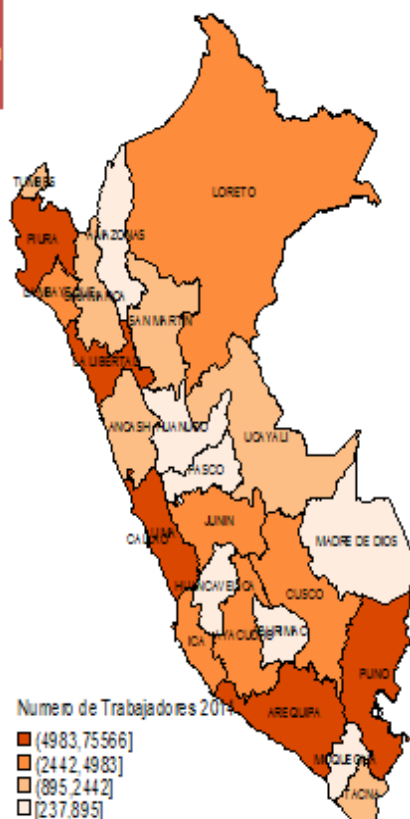 LORETO
TUMBES
PIURA
AMAZONAS
LAMBAYEQUE
CAJAMARCA
SAN MARTIN
LA LIBERTAD
ANCASH
HUANUCO
UCAYALI
PASCO
JUNIN
CALLAO
LIMA
MADRE DE DIOS
HUANCAVELICA
CUSCO
ICA
AYACUCHO
APURIMAC
PUNO
AREQUIPA
MOQUEGUA
TACNA
Numero de Trabajadores 2014
(4983,75566]
(2442,4983]
(895,2442]
[237,895]